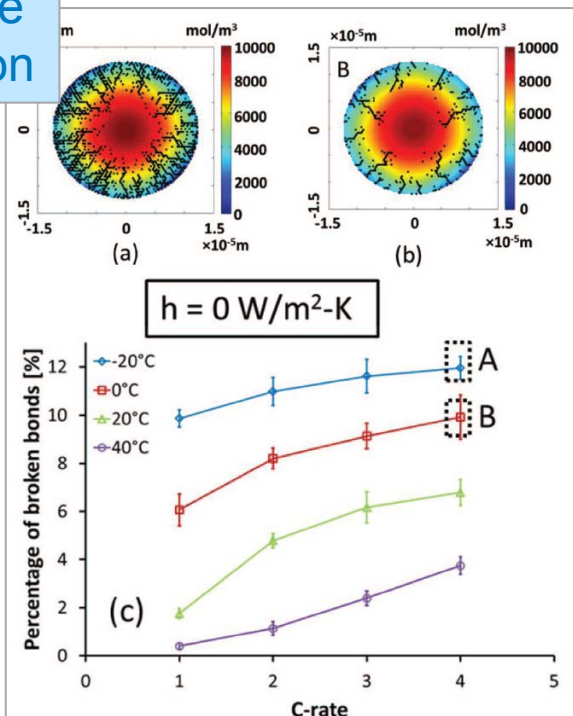 on
mol/m³
10000
8000
6000
4000
2000
0
0
-1.5
-1.5
0
1.5
×10⁻⁵m
(a)
×10⁻⁵m
mol/m³
1.5
B
0
-1.5
-1.5
0
1.5
×10⁻⁵m
10000
8000
6000
4000
2000
0
(b)
h = 0 W/m²-K
Percentage of broken bonds [%]
12
10
8
6
4
2
0
-20°C
0°C
20°C
40°C
A
B
(c)
0
1
2
3
4
5
C-rate